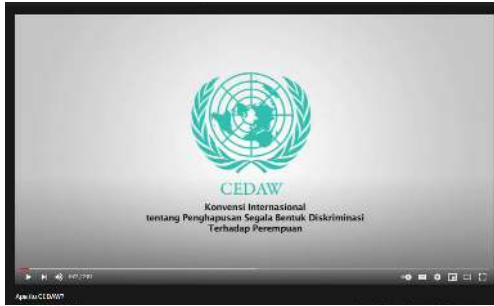 CEDAW
Konvensi Internasional
tentang Penghapusan Segala Bentuk Diskriminasi
Terhadap Perempuan
Apa itu CEDAW?